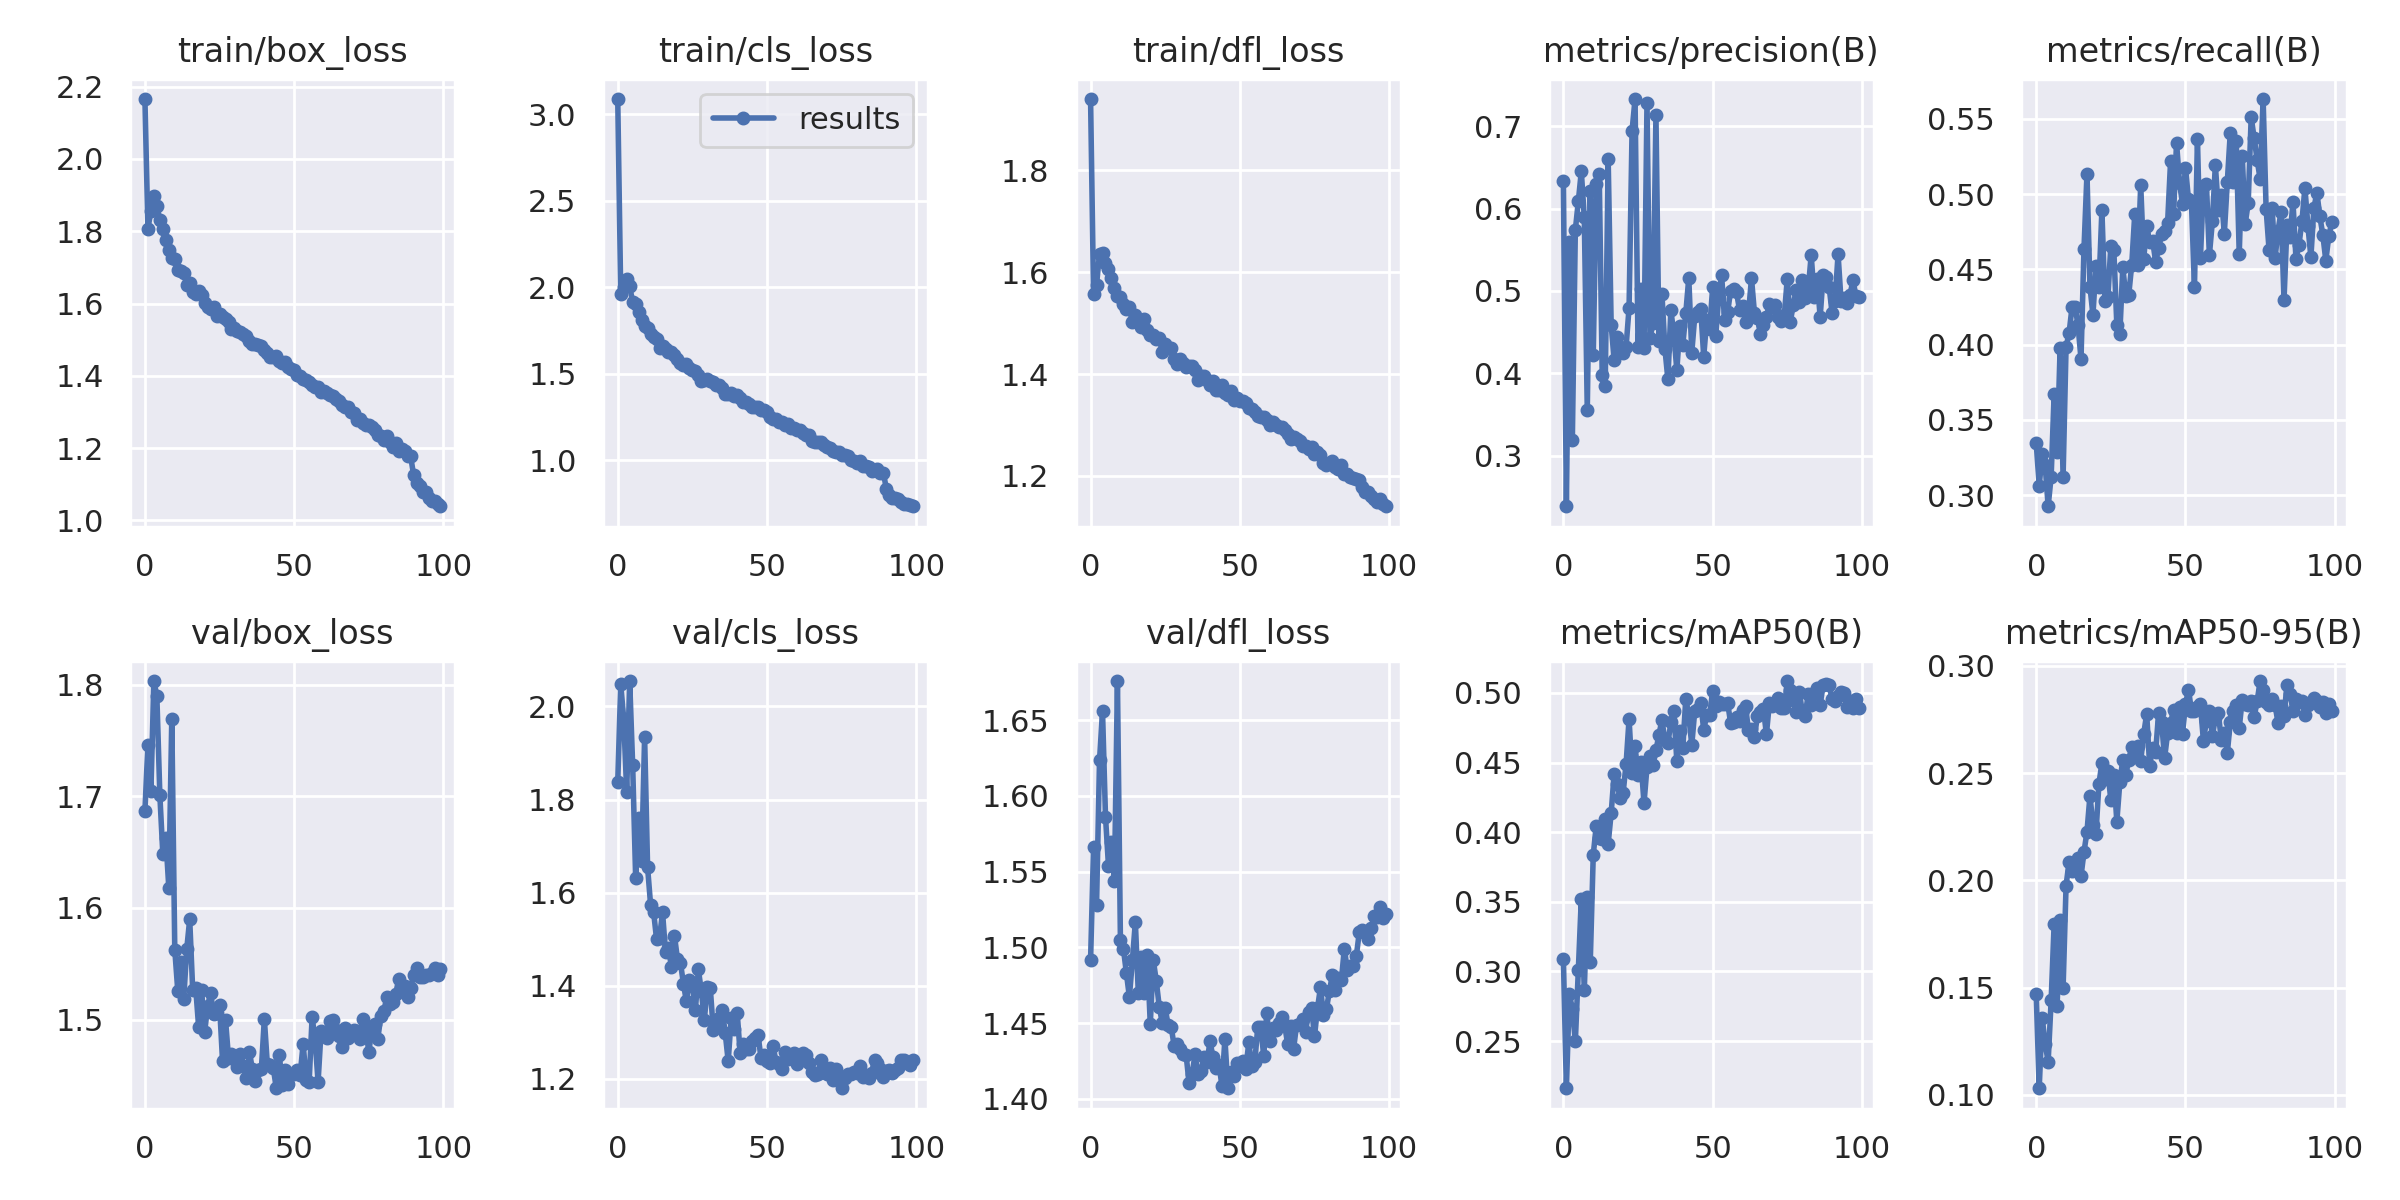 train/box_loss
2.2
2.0
1.8
1.6
1.4
1.2
1.0
0 50 100
train/cls_loss
results
3.0
2.5
2.0
1.5
1.0
0 50 100
train/dfl_loss
1.8
1.6
1.4
1.2
0 50 100
metrics/precision(B)
0.7
0.6
0.5
0.4
0.3
0 50 100
metrics/recall(B)
0.55
0.50
0.45
0.40
0.35
0.30
0 50 100
val/box_loss
1.8
1.7
1.6
1.5
0 50 100
val/cls_loss
2.0
1.8
1.6
1.4
1.2
0 50 100
val/dfl_loss
1.65
1.60
1.55
1.50
1.45
1.40
0 50 100
metrics/mAP50(B)
0.50
0.45
0.40
0.35
0.30
0.25
0 50 100
metrics/mAP50-95(B)
0.30
0.25
0.20
0.15
0.10
0 50 100